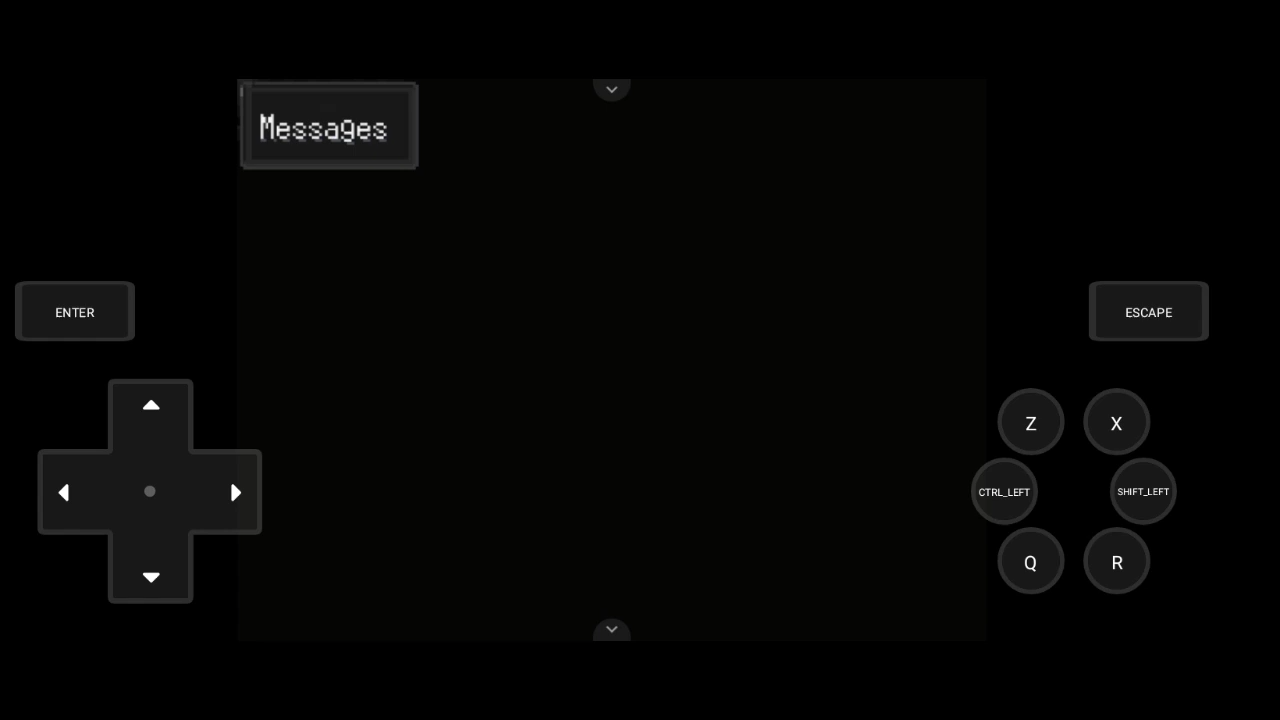 Messages
ENTER
ESCAPE
Z X
CTRL_LEFT SHIFT_LEFT
Q R